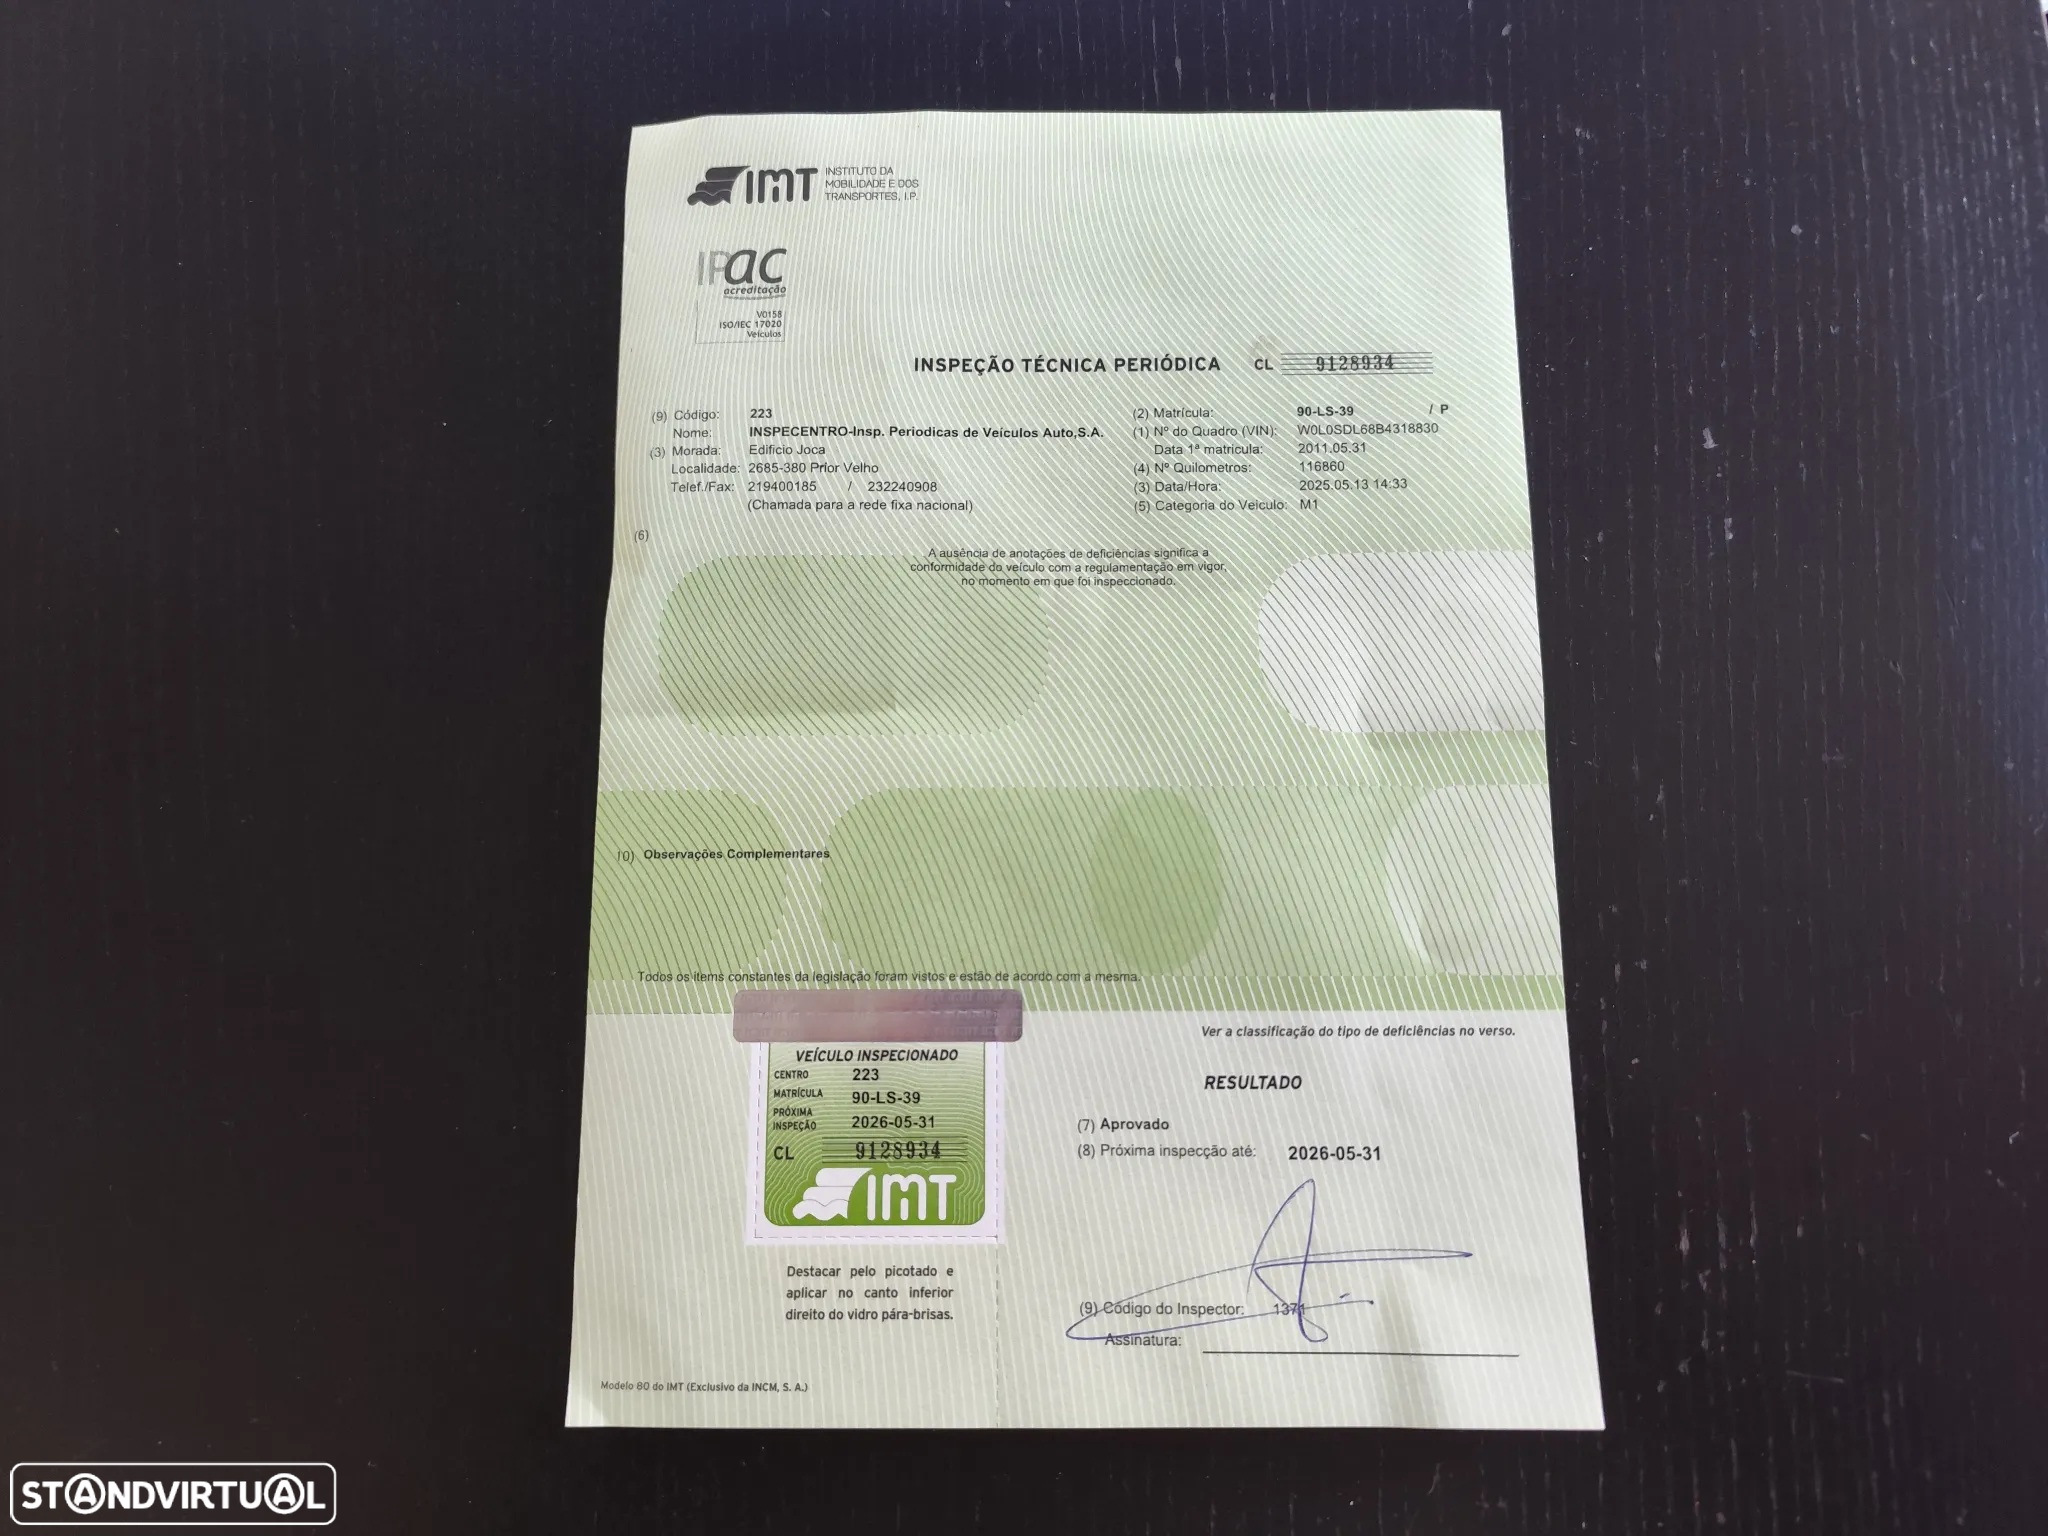 IMT INSTITUTO DA
MOBILIDADE E DOS
TRANSPORTES, I.P.
IPac
acreditação
V0158
ISO/IEC 17020
Veículos
INSPEÇÃO TÉCNICA PERIÓDICA CL 9128934
(9) Código: 223
Nome: INSPECENTRO-Insp. Periodicas de Veículos Auto,S.A.
(3) Morada: Edificio Joca
Localidade: 2685-380 Prior Velho
Telef./Fax: 219400185 / 232240908
(Chamada para a rede fixa nacional)
(2) Matrícula: 90-LS-39 / P
(1) Nº do Quadro (VIN): W0L0SDL68B4318830
Data 1ª matricula: 2011.05.31
(4) Nº Quilometros: 116860
(3) Data/Hora: 2025.05.13 14:33
(5) Categoria do Veiculo: M1
(6)
A ausência de anotações de deficiências significa a
conformidade do veículo com a regulamentação em vigor,
no momento em que foi inspeccionado.
10) Observações Complementares
Todos os itens constantes da legislação foram vistos e estão de acordo com a mesma.
VEÍCULO INSPECIONADO
CENTRO 223
MATRÍCULA 90-LS-39
PRÓXIMA
INSPEÇÃO 2026-05-31
CL 9128934
IMT
Destacar pelo picotado e
aplicar no canto inferior
direito do vidro pára-brisas.
Ver a classificação do tipo de deficiências no verso.
RESULTADO
(7) Aprovado
(8) Próxima inspecção até: 2026-05-31
(9) Código do Inspector: 1371
Assinatura:
Modelo 80 do IMT (Exclusivo da INCM, S. A.)
STANDVIRTUAL